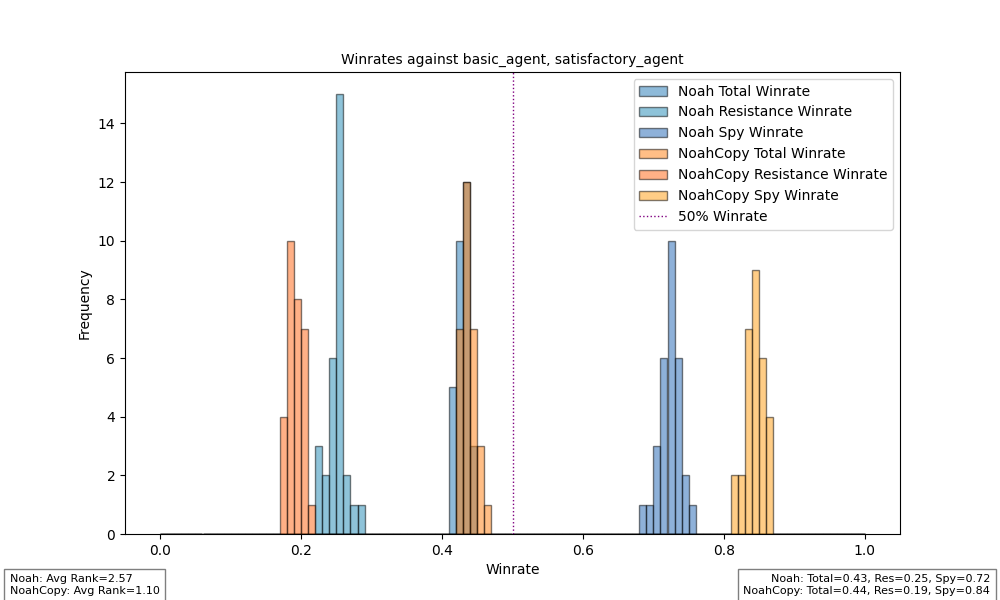 Winrates against basic_agent, satisfactory_agent
Noah Total Winrate
Noah Resistance Winrate
Noah Spy Winrate
NoahCopy Total Winrate
NoahCopy Resistance Winrate
NoahCopy Spy Winrate
50% Winrate
Frequency
14
12
10
8
6
4
2
0
0.0 0.2 0.4 0.6 0.8 1.0
Winrate
Noah: Avg Rank=2.57
NoahCopy: Avg Rank=1.10
Noah: Total=0.43, Res=0.25, Spy=0.72
NoahCopy: Total=0.44, Res=0.19, Spy=0.84